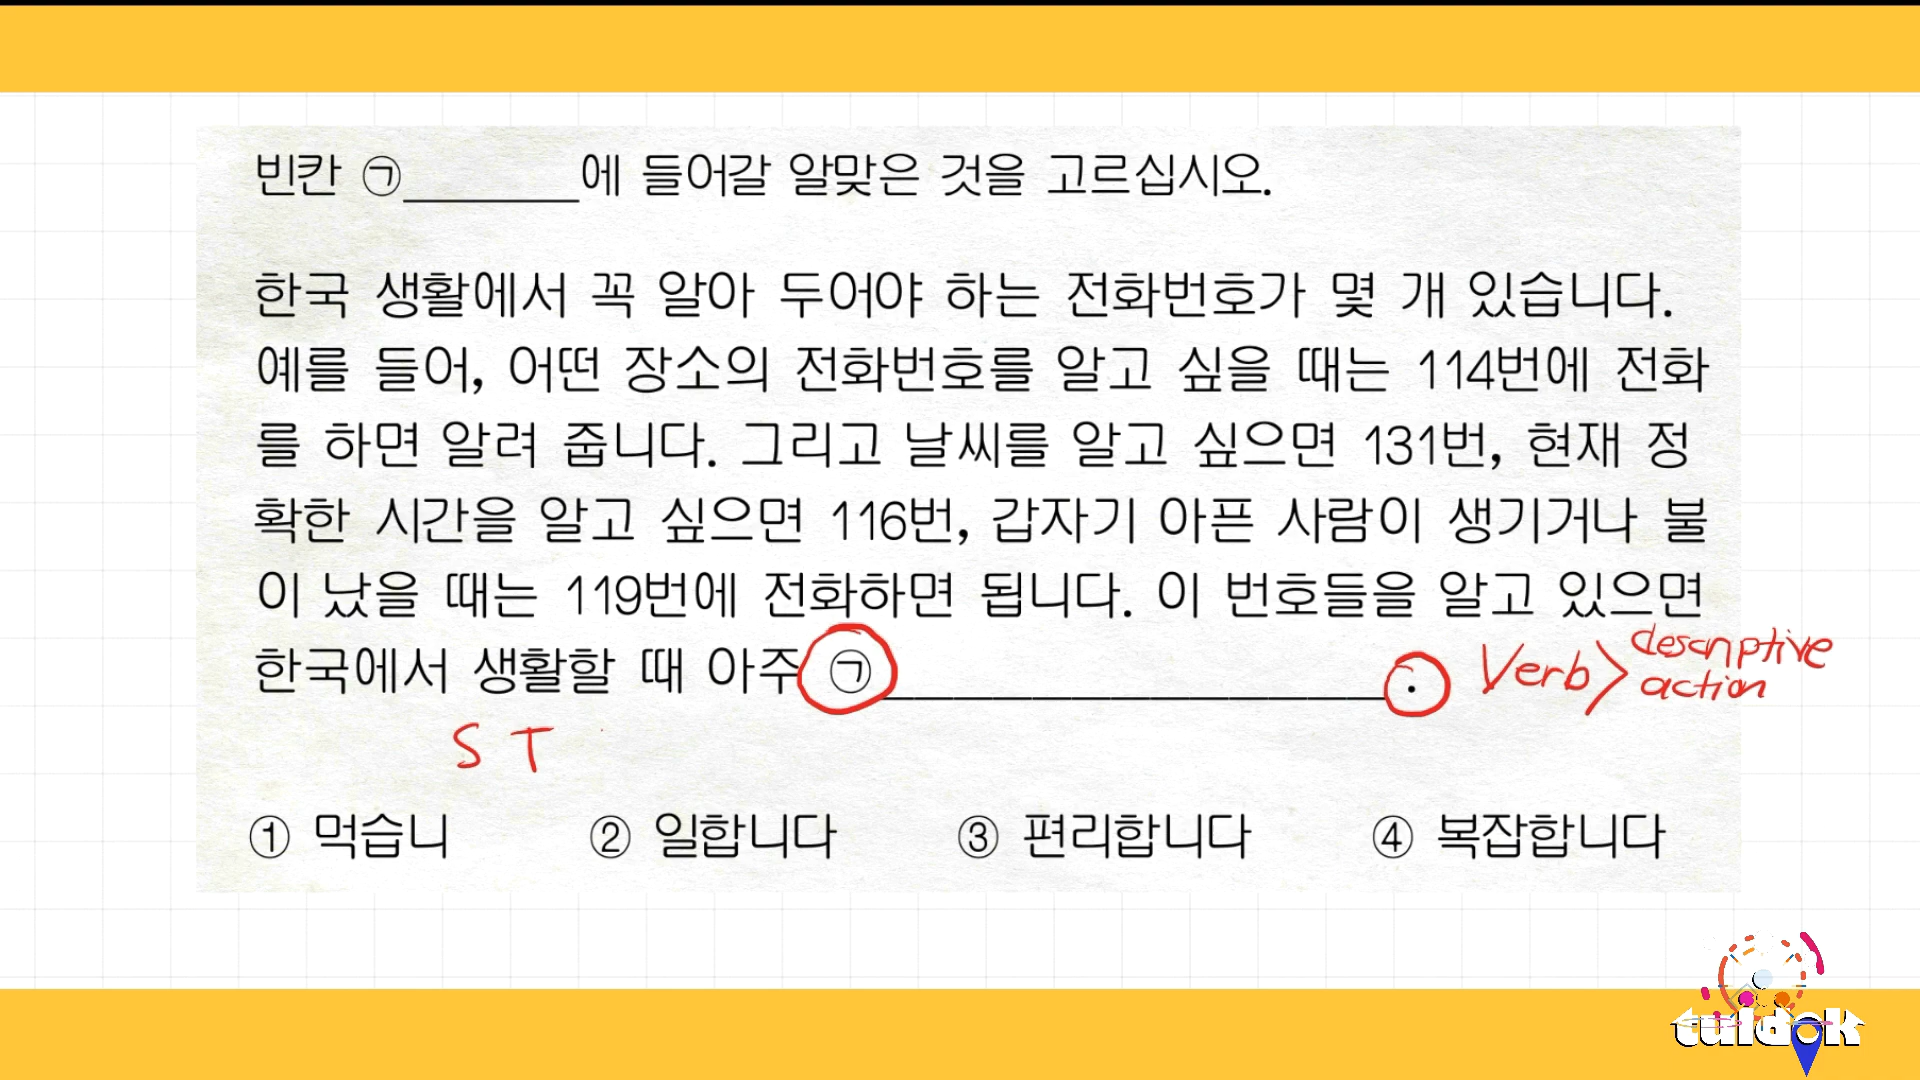 빈칸 ㉠______에 들어갈 알맞은 것을 고르십시오.
한국 생활에서 꼭 알아 두어야 하는 전화번호가 몇 개 있습니다.
예를 들어, 어떤 장소의 전화번호를 알고 싶을 때는 114번에 전화
를 하면 알려 줍니다. 그리고 날씨를 알고 싶으면 131번, 현재 정
확한 시간을 알고 싶으면 116번, 갑자기 아픈 사람이 생기거나 불
이 났을 때는 119번에 전화하면 됩니다. 이 번호들을 알고 있으면
한국에서 생활할 때 아주 ㉠______________.
Verb > descriptive
action
S T
① 먹습니 ② 일합니다 ③ 편리합니다 ④ 복잡합니다
tuidok